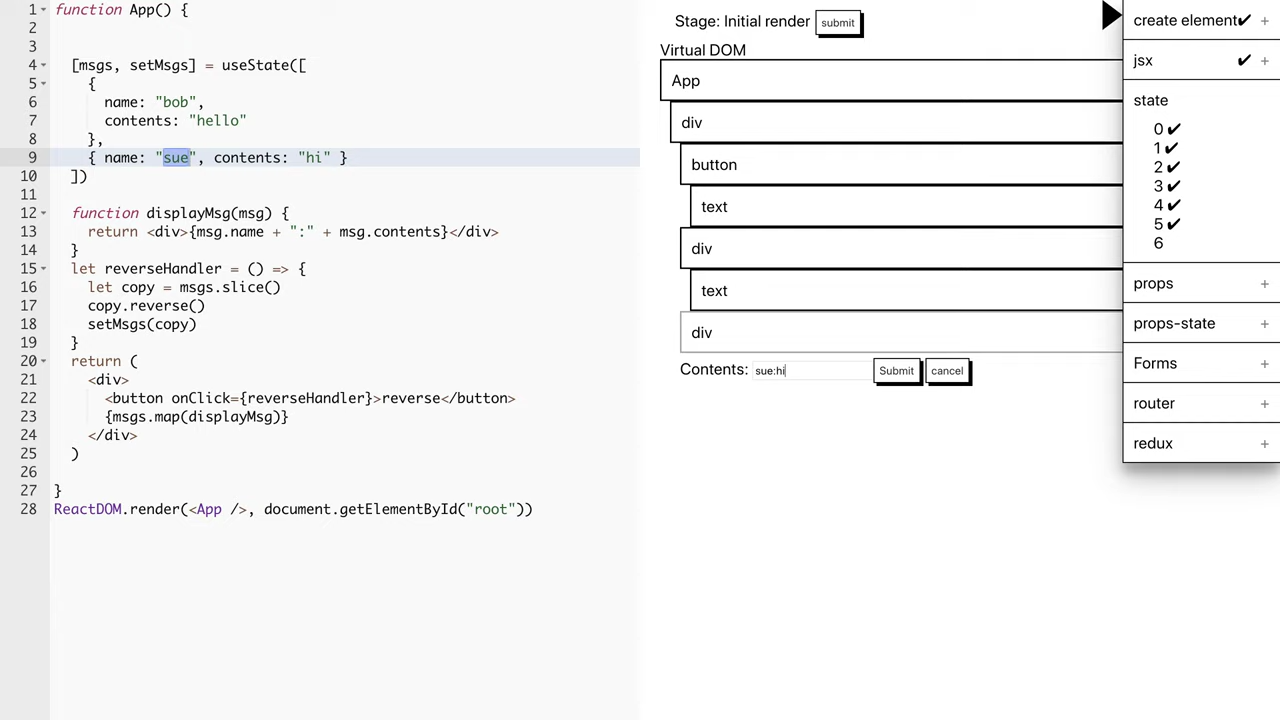 1 function App() {
2
3
4 [msgs, setMsgs] = useState([
5 {
6 name: "bob",
7 contents: "hello"
8 },
9 { name: "sue", contents: "hi" }
10 ])
11
12 function displayMsg(msg) {
13 return <div>{msg.name + ":" + msg.contents}</div>
14 }
15 let reverseHandler = () => {
16 let copy = msgs.slice()
17 copy.reverse()
18 setMsgs(copy)
19 }
20 return (
21 <div>
22 <button onClick={reverseHandler}>reverse</button>
23 {msgs.map(displayMsg)}
24 </div>
25 )
26
27 }
28 ReactDOM.render(<App />, document.getElementById("root"))
Stage: Initial render submit
Virtual DOM
App
div
button
text
div
text
div
Contents: sue:hi Submit cancel
create element✔ +
jsx ✔ +
state
0 ✔
1 ✔
2 ✔
3 ✔
4 ✔
5 ✔
6
props +
props-state +
Forms +
router +
redux +